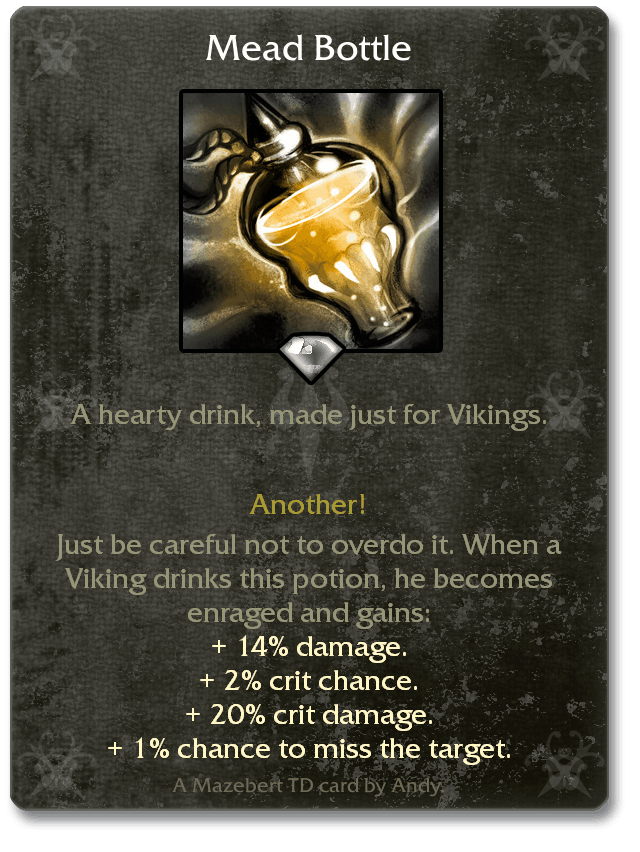 Mead Bottle
A hearty drink, made just for Vikings.
Another!
Just be careful not to overdo it. When a
Viking drinks this potion, he becomes
enraged and gains:
+ 14% damage.
+ 2% crit chance.
+ 20% crit damage.
+ 1% chance to miss the target.
A Mazebert TD card by Andy